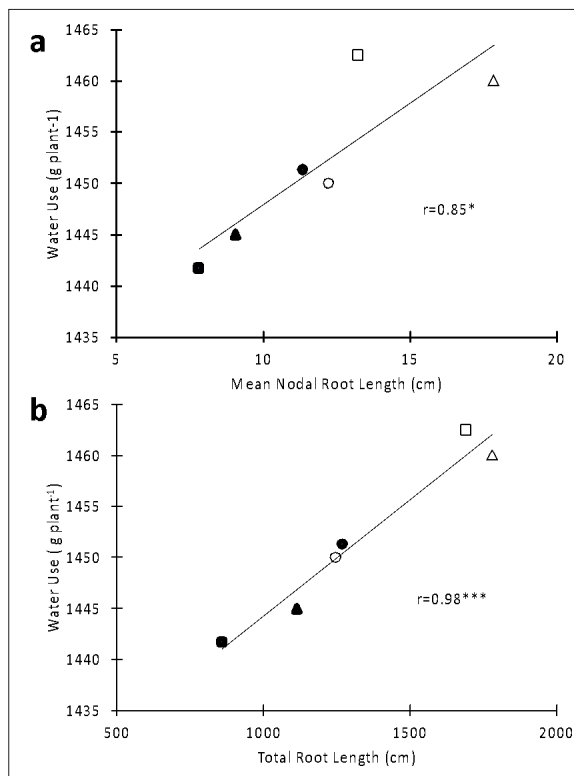 a
1465
1460
1455
1450
1445
1440
1435
Water Use (g plant-1)
r=0.85*
5 10 15 20
Mean Nodal Root Length (cm)
b
1465
1460
1455
1450
1445
1440
1435
Water Use ( g plant⁻¹)
r=0.98***
500 1000 1500 2000
Total Root Length (cm)